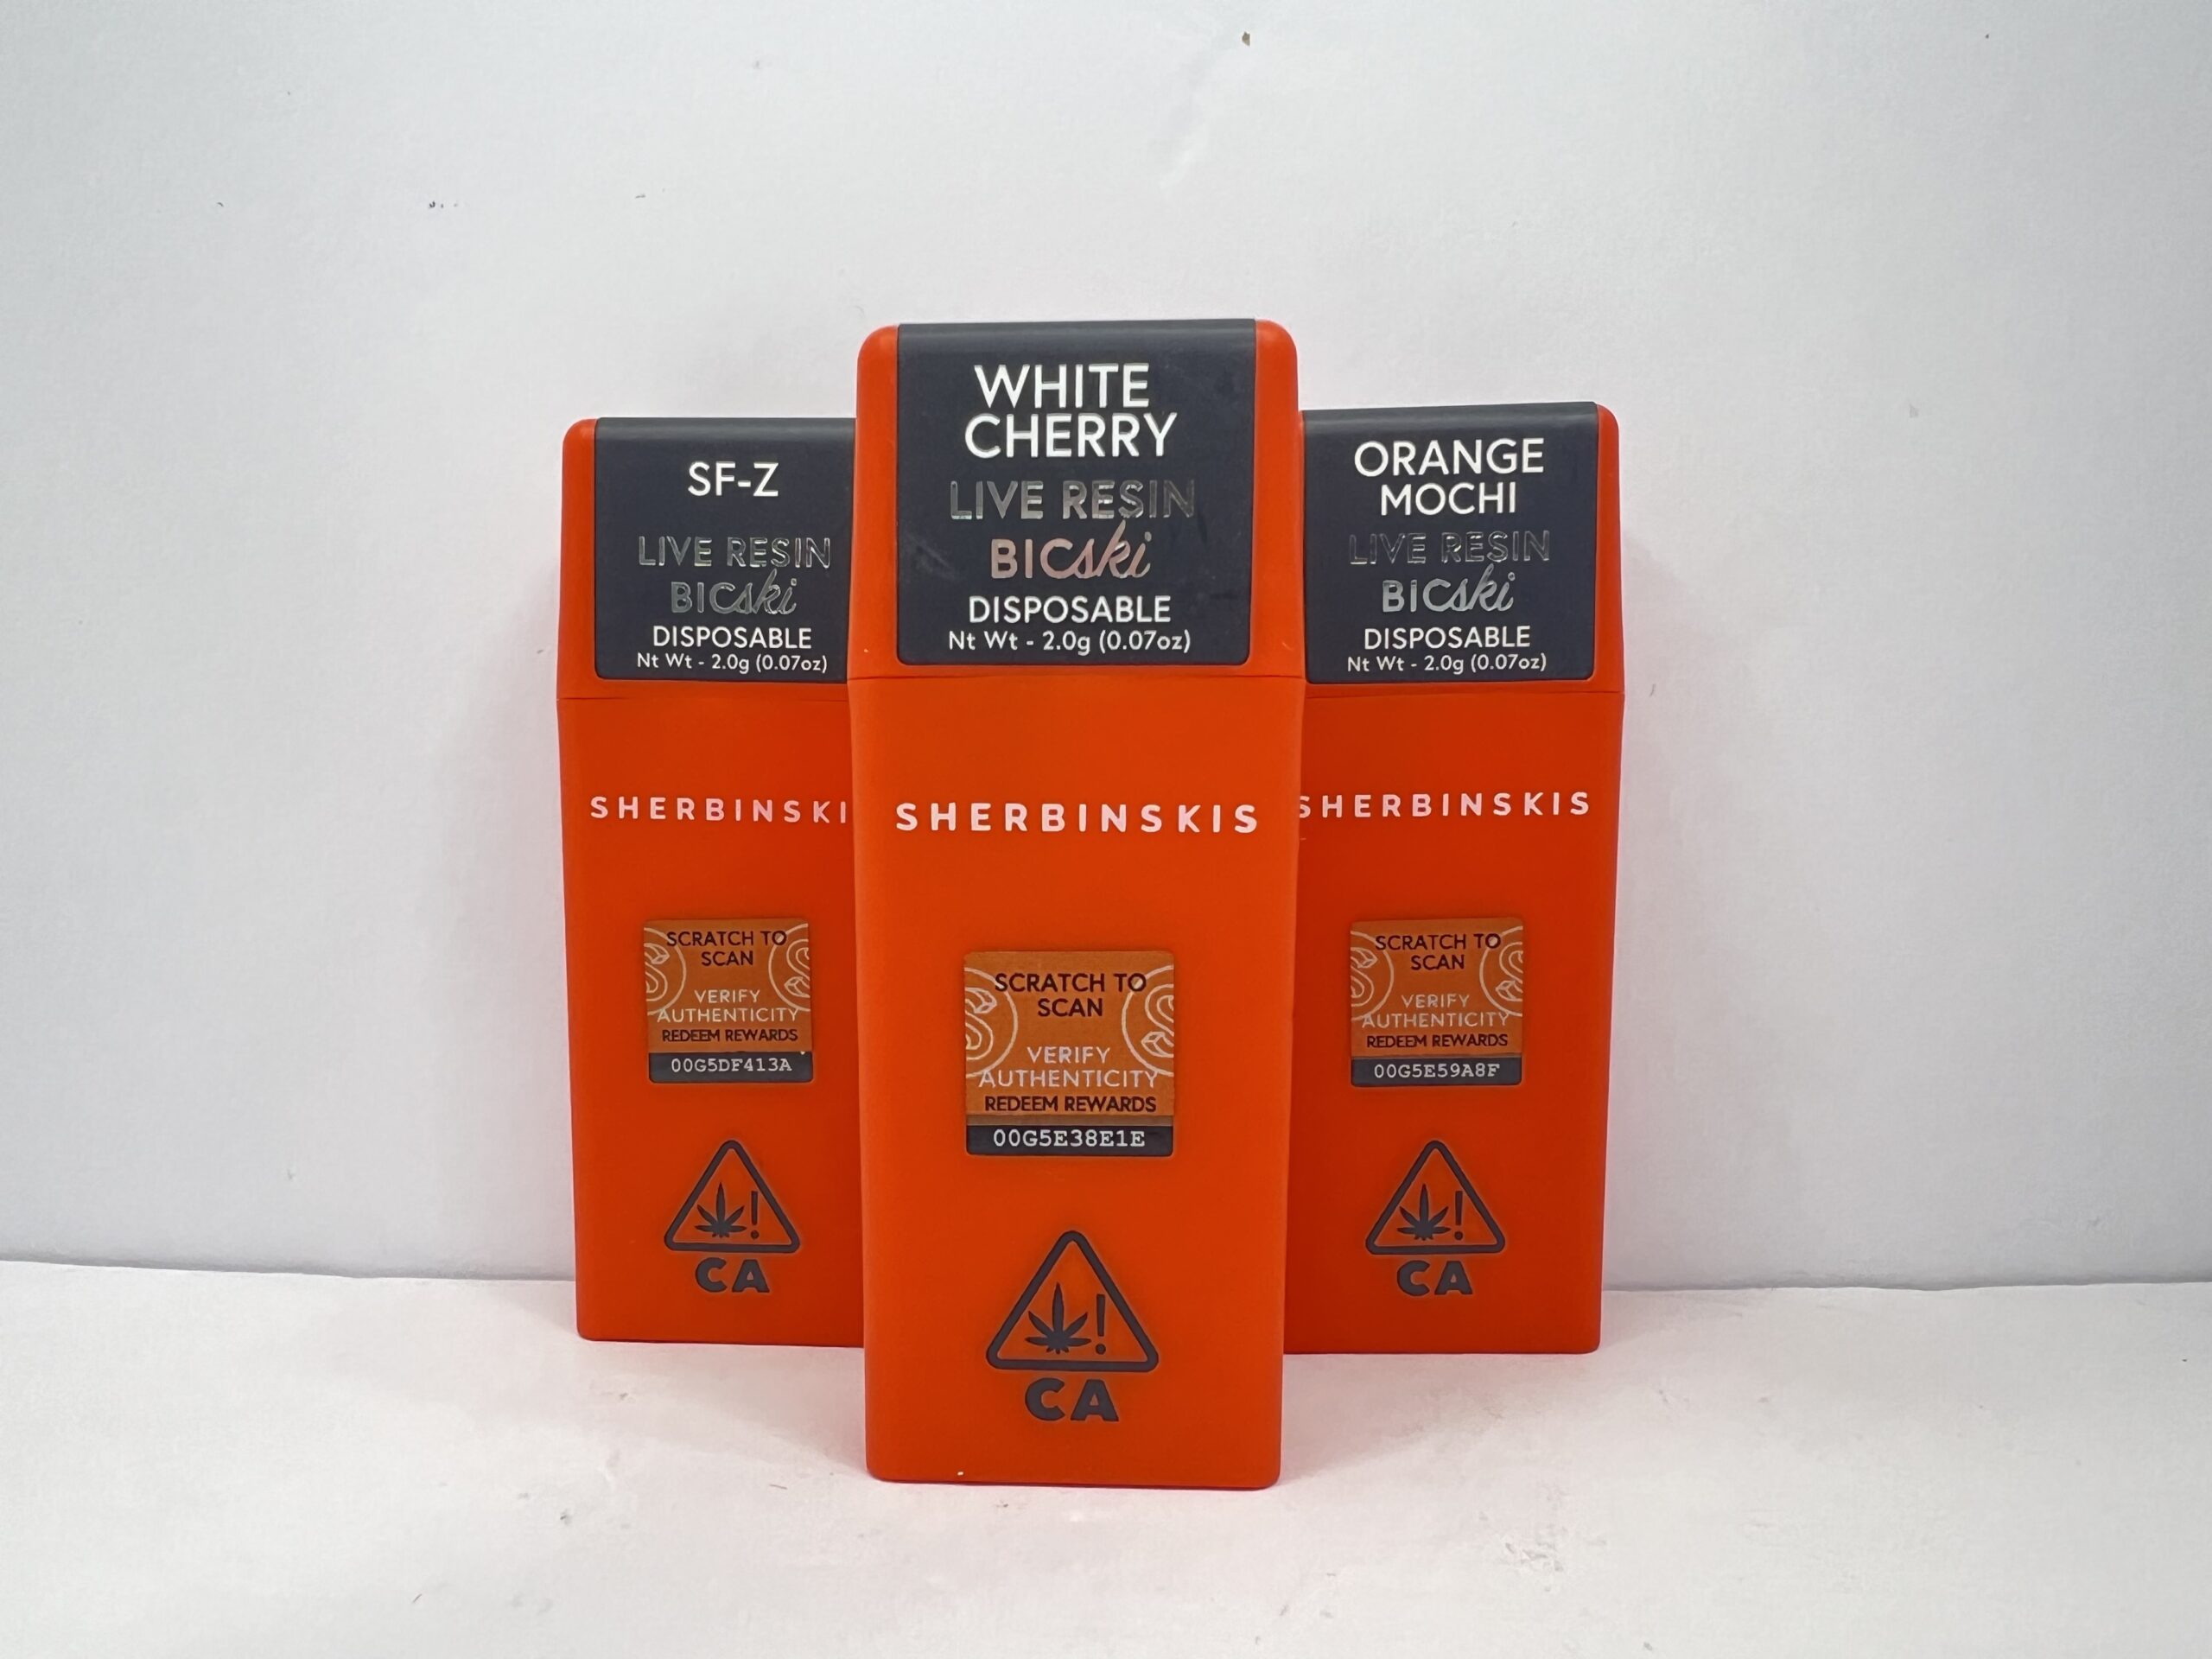 SF-Z
LIVE RESIN
BICski
DISPOSABLE
Nt Wt - 2.0g (0.07oz)
SHERBINSKI
SCRATCH TO
SCAN
VERIFY
AUTHENTICITY
REDEEM REWARDS
00G5DF413A
CA
WHITE
CHERRY
LIVE RESIN
BICski
DISPOSABLE
Nt Wt - 2.0g (0.07oz)
SHERBINSKIS
SCRATCH TO
SCAN
VERIFY
AUTHENTICITY
REDEEM REWARDS
00G5E38E1E
CA
ORANGE
MOCHI
LIVE RESIN
BICski
DISPOSABLE
Nt Wt - 2.0g (0.07oz)
SHERBINSKIS
SCRATCH TO
SCAN
VERIFY
AUTHENTICITY
REDEEM REWARDS
00G5E59A8F
CA